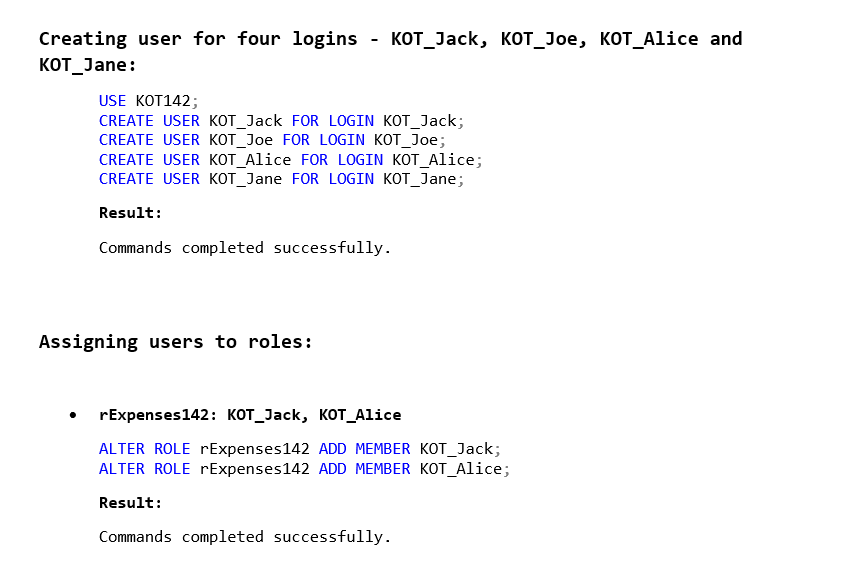 Creating user for four logins - KOT_Jack, KOT_Joe, KOT_Alice and
KOT_Jane:
USE KOT142;
CREATE USER KOT_Jack FOR LOGIN KOT_Jack;
CREATE USER KOT_Joe FOR LOGIN KOT_Joe;
CREATE USER KOT_Alice FOR LOGIN KOT_Alice;
CREATE USER KOT_Jane FOR LOGIN KOT_Jane;
Result:
Commands completed successfully.
Assigning users to roles:
• rExpenses142: KOT_Jack, KOT_Alice
ALTER ROLE rExpenses142 ADD MEMBER KOT_Jack;
ALTER ROLE rExpenses142 ADD MEMBER KOT_Alice;
Result:
Commands completed successfully.